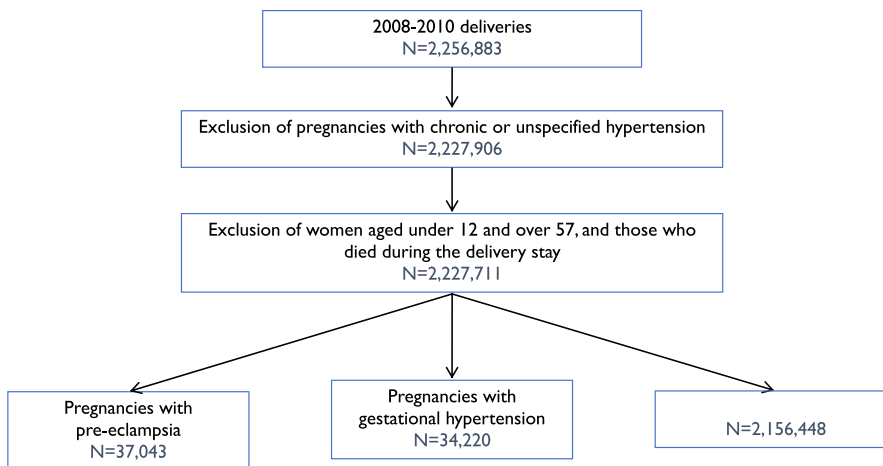 2008-2010 deliveries
N=2,256,883
Exclusion of pregnancies with chronic or unspecified hypertension
N=2,227,906
Exclusion of women aged under 12 and over 57, and those who
died during the delivery stay
N=2,227,711
Pregnancies with
pre-eclampsia
N=37,043
Pregnancies with
gestational hypertension
N=34,220
N=2,156,448